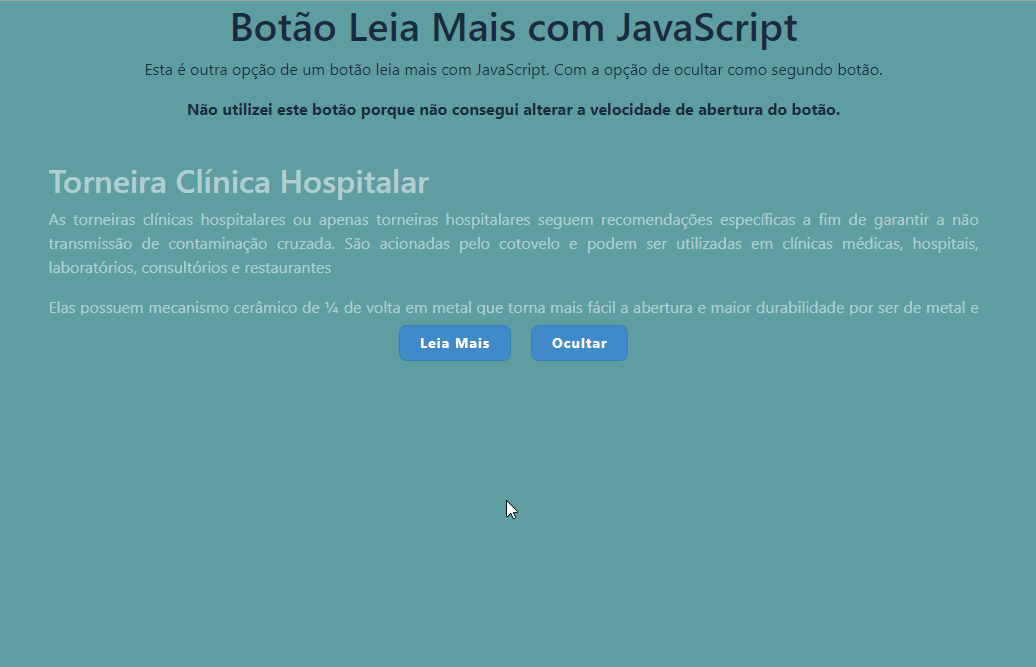 Botão Leia Mais com JavaScript
Esta é outra opção de um botão leia mais com JavaScript. Com a opção de ocultar como segundo botão.
Não utilizei este botão porque não consegui alterar a velocidade de abertura do botão.
Torneira Clínica Hospitalar
As torneiras clínicas hospitalares ou apenas torneiras hospitalares seguem recomendações específicas a fim de garantir a não
transmissão de contaminação cruzada. São acionadas pelo cotovelo e podem ser utilizadas em clínicas médicas, hospitais,
laboratórios, consultórios e restaurantes
Elas possuem mecanismo cerâmico de ¼ de volta em metal que torna mais fácil a abertura e maior durabilidade por ser de metal e
Leia Mais
Ocultar